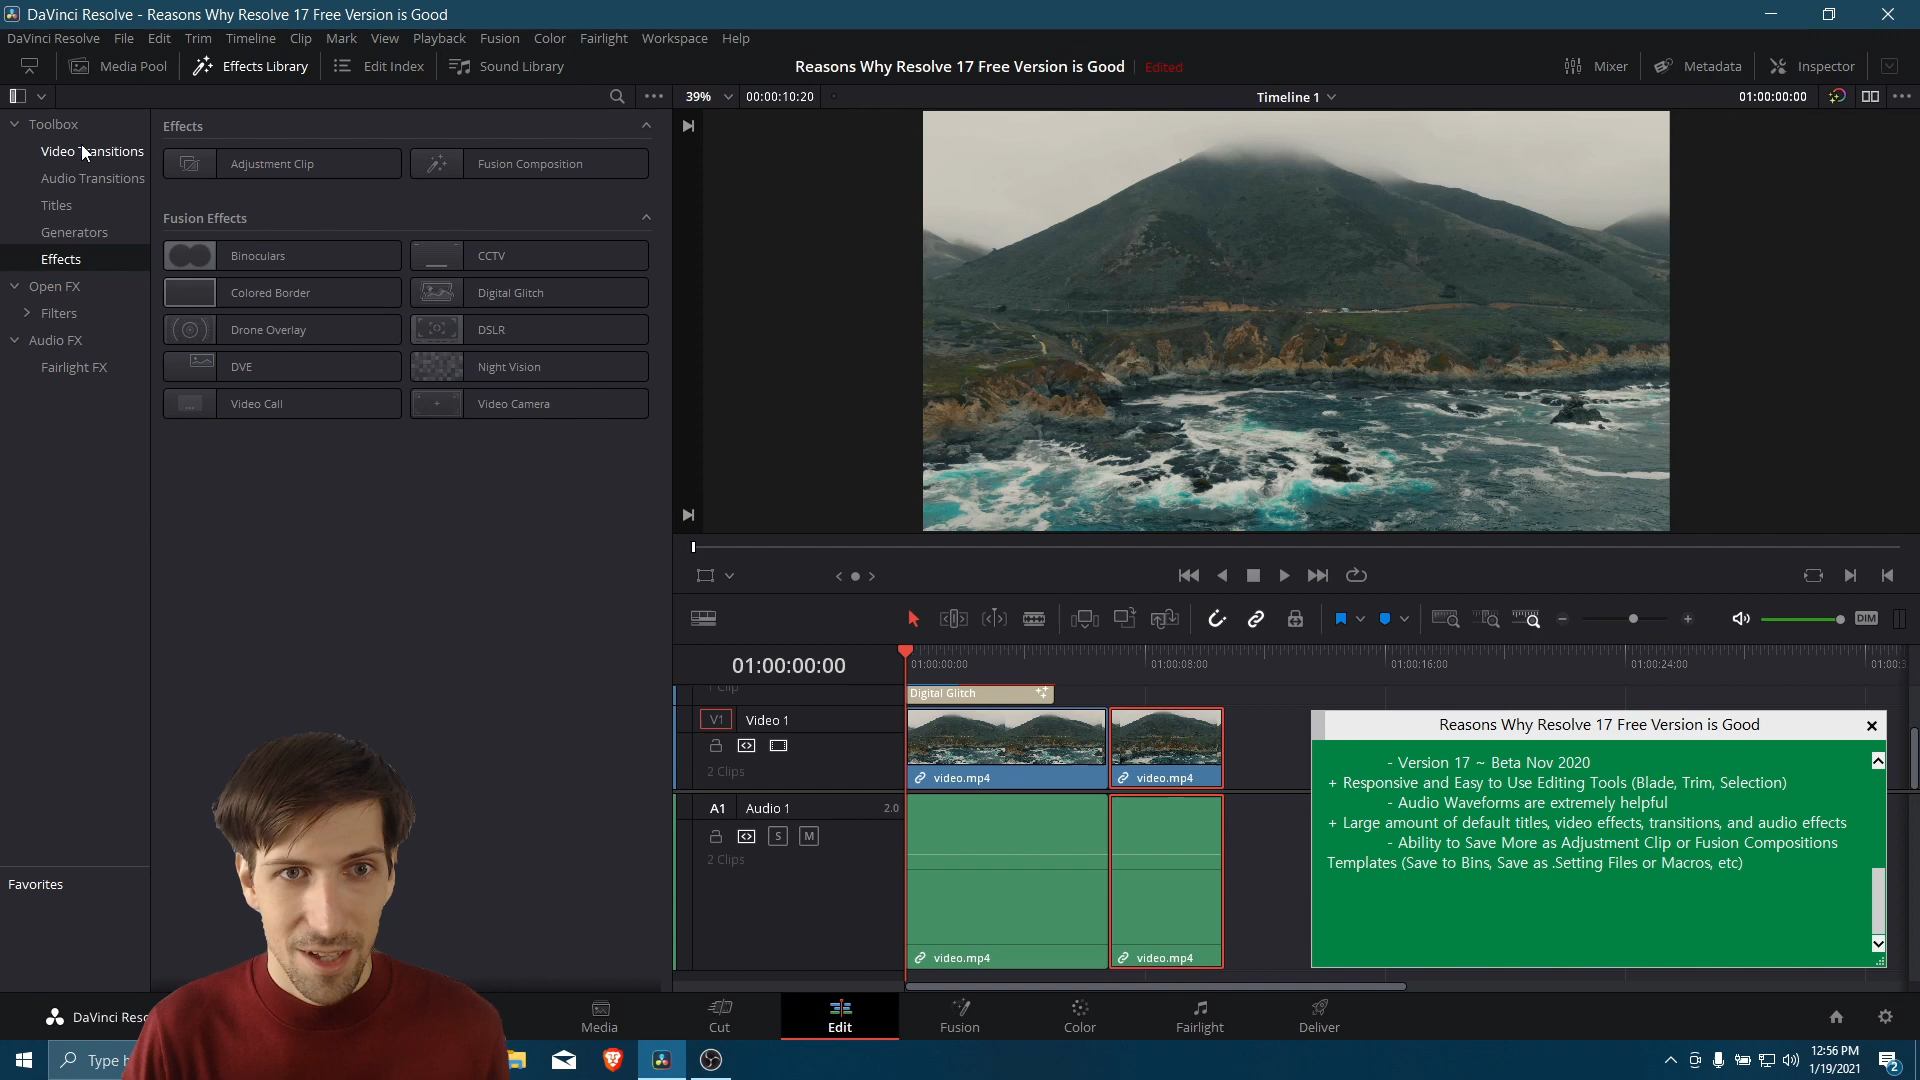 DaVinci Resolve - Reasons Why Resolve 17 Free Version is Good
DaVinci Resolve File Edit Trim Timeline Clip Mark View Playback Fusion Color Fairlight Workspace Help
Media Pool Effects Library Edit Index Sound Library Reasons Why Resolve 17 Free Version is Good Edited Mixer Metadata Inspector
39% 00:00:10:20 Timeline 1 01:00:00:00
Toolbox
Video Transitions
Audio Transitions
Titles
Generators
Effects
Open FX
Filters
Audio FX
Fairlight FX
Favorites
Effects
Adjustment Clip Fusion Composition
Fusion Effects
Binoculars CCTV
Colored Border Digital Glitch
Drone Overlay DSLR
DVE Night Vision
Video Call Video Camera
DIM
01:00:00:00 01:00:00:00 01:00:08:00 01:00:16:00 01:00:24:00
1 Clip Digital Glitch
V1 Video 1
2 Clips
video.mp4 video.mp4
A1 Audio 1 2.0
S M
2 Clips
video.mp4 video.mp4
Reasons Why Resolve 17 Free Version is Good
- Version 17 ~ Beta Nov 2020
+ Responsive and Easy to Use Editing Tools (Blade, Trim, Selection)
- Audio Waveforms are extremely helpful
+ Large amount of default titles, video effects, transitions, and audio effects
- Ability to Save More as Adjustment Clip or Fusion Compositions
Templates (Save to Bins, Save as .Setting Files or Macros, etc)
DaVinci Media Cut Edit Fusion Color Fairlight Deliver
Type
12:56 PM
1/19/2021
2